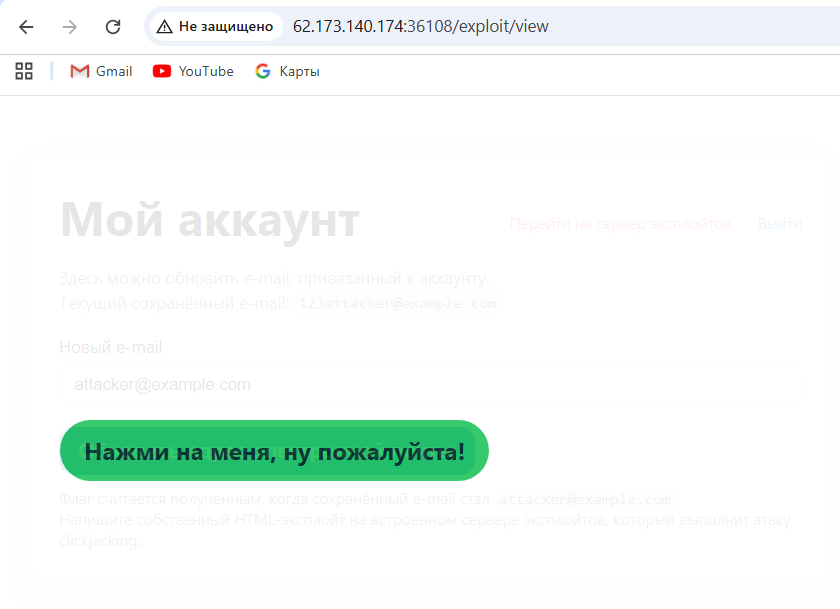 Не защищено 62.173.140.174:36108/exploit/view
Gmail YouTube Карты
Мой аккаунт
Перейти на сервер эксплойтов Выйти
Здесь можно обновить e-mail, привязанный к аккаунту.
Текущий сохранённый e-mail: 123attacker@example.com
Новый e-mail
attacker@example.com
Нажми на меня, ну пожалуйста!
Флаг считается полученным, когда сохранённый e-mail стал attacker@example.com.
Напишите собственный HTML-эксплойт на встроенном сервере эксплойтов, который выполнит атаку
clickjacking.